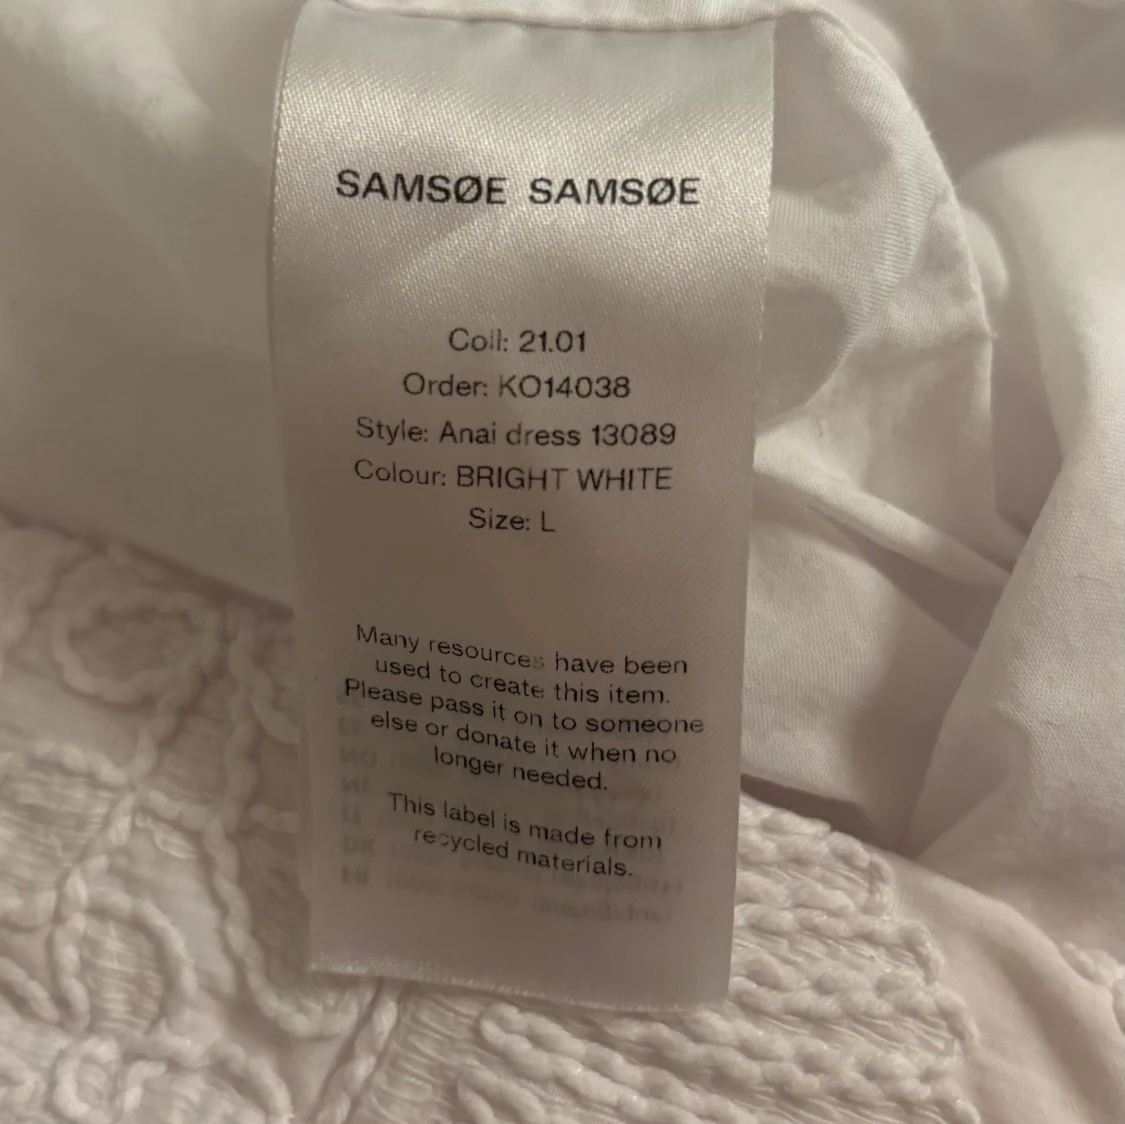 SAMSØE SAMSØE
Coll: 21.01
Order: KO14038
Style: Anai dress 13089
Colour: BRIGHT WHITE
Size: L
Many resources have been
used to create this item.
Please pass it on to someone
else or donate it when no
longer needed.
This label is made from
recycled materials.